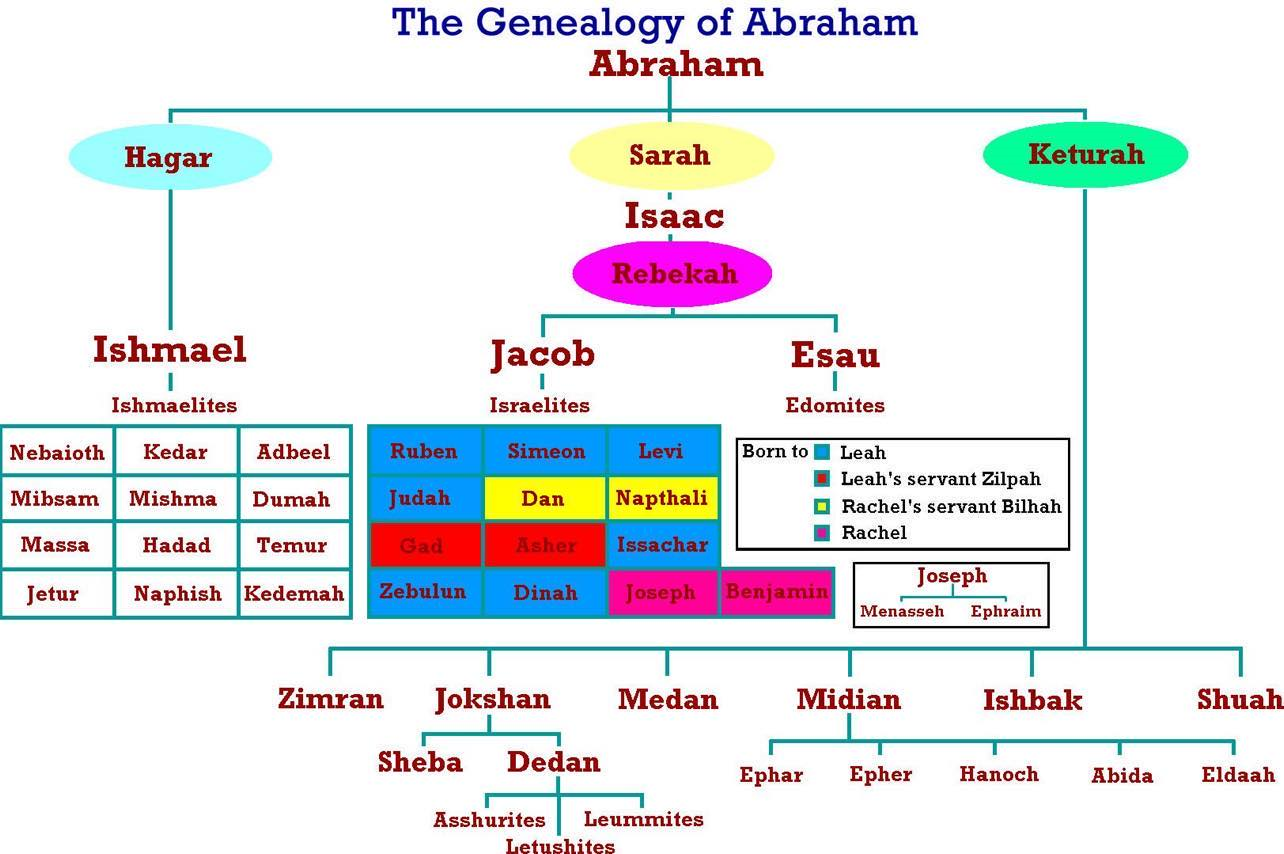 The Genealogy of Abraham
Abraham
Hagar Sarah Keturah
Isaac
Rebekah
Ishmael Jacob Esau
Ishmaelites Israelites Edomites
Nebaioth Kedar Adbeel
Mibsam Mishma Dumah
Massa Hadad Temur
Jetur Naphish Kedemah
Ruben Simeon Levi
Judah Dan Napthali
Gad Asher Issachar
Zebulun Dinah Joseph Benjamin
Born to Leah
Leah's servant Zilpah
Rachel's servant Bilhah
Rachel
Joseph
Menasseh Ephraim
Zimran Jokshan Medan Midian Ishbak Shuah
Sheba Dedan
Ephar Epher Hanoch Abida Eldaah
Asshurites Leummites
Letushites